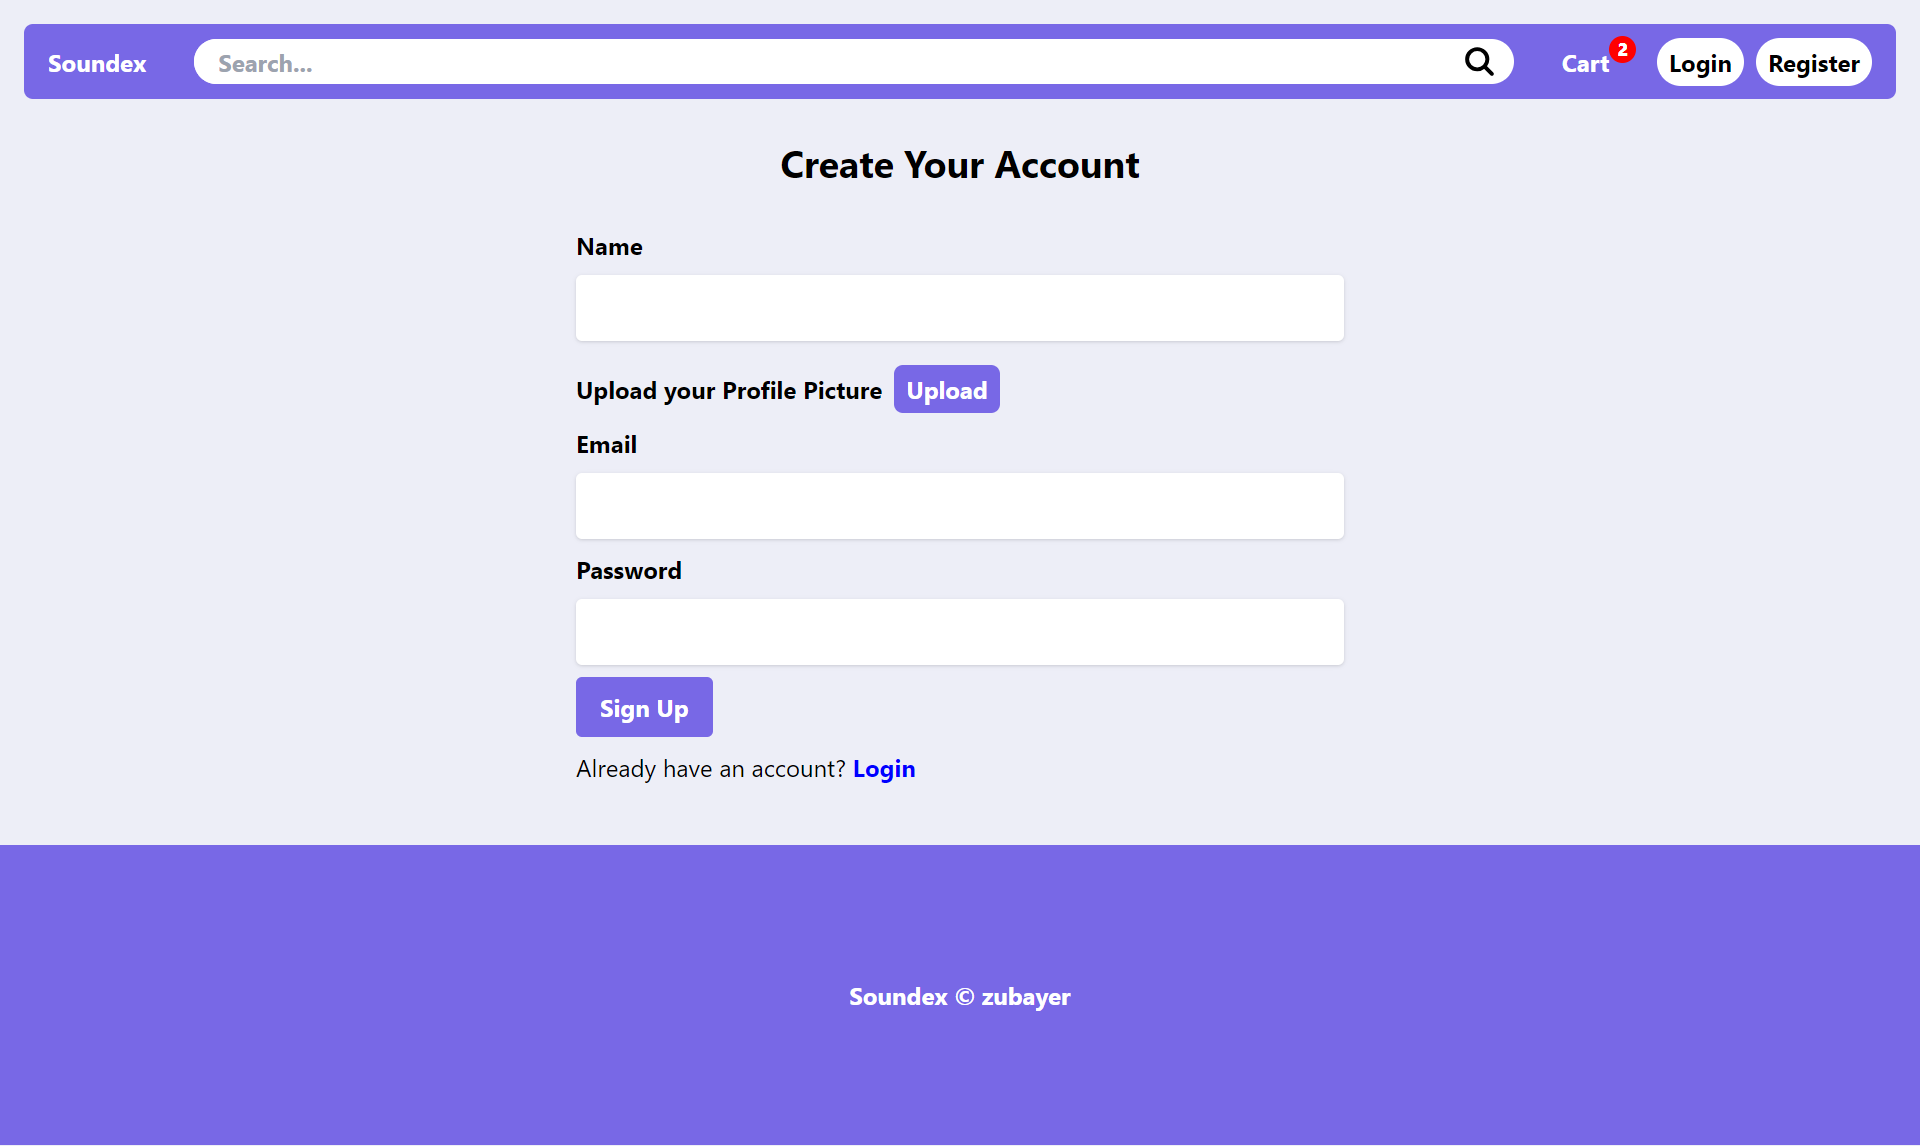 Soundex Search... Cart 2 Login Register
Create Your Account
Name
Upload your Profile Picture Upload
Email
Password
Sign Up
Already have an account? Login
Soundex © zubayer